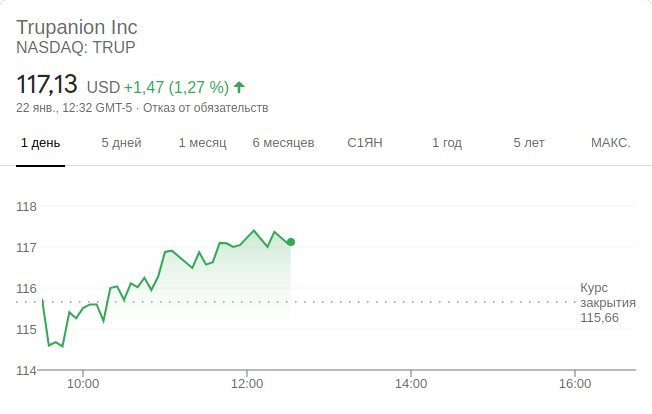 Trupanion Inc
NASDAQ: TRUP
117,13 USD +1,47 (1,27 %)
22 янв., 12:32 GMT-5 · Отказ от обязательств
1 день 5 дней 1 месяц 6 месяцев С1ЯН 1 год 5 лет МАКС.
118
117
116
115
114
Курс
закрытия
115,66
10:00 12:00 14:00 16:00